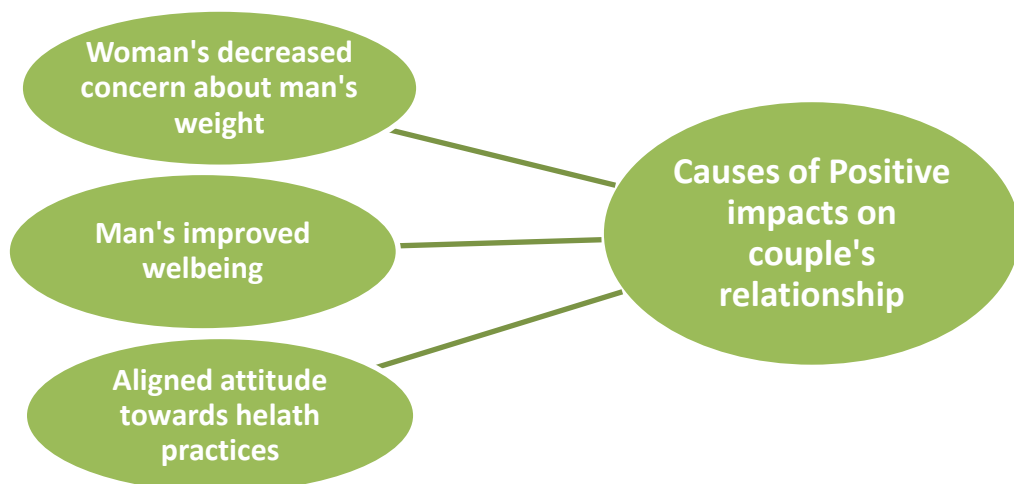 Woman's decreased
concern about man's
weight
Man's improved
welbeing
Aligned attitude
towards helath
practices
Causes of Positive
impacts on
couple's
relationship